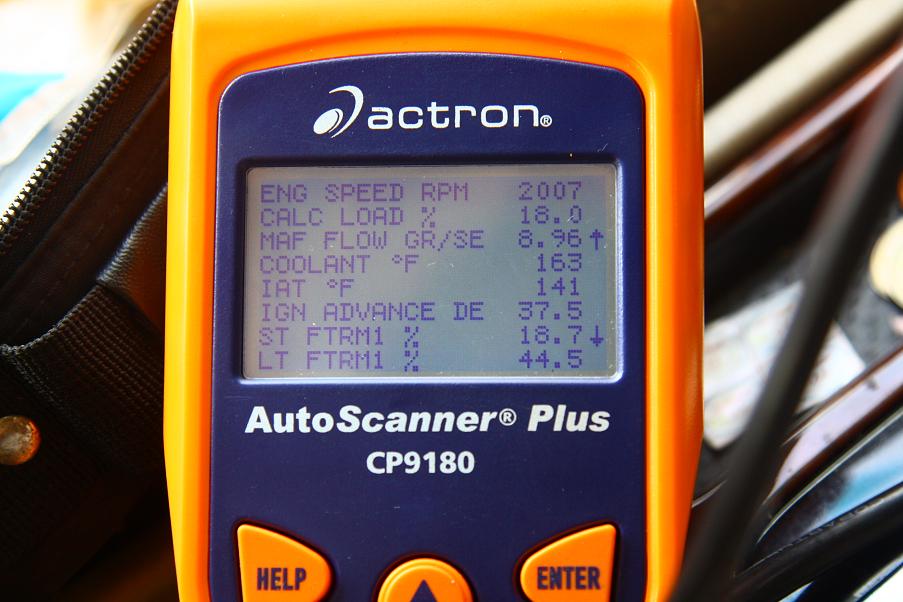 actron®
ENG SPEED RPM 2007
CALC LOAD % 18.0
MAF FLOW GR/SE 8.96↑
COOLANT °F 163
IAT °F 141
IGN ADVANCE DE 37.5
ST FTRM1 % 18.7↓
LT FTRM1 % 44.5
AutoScanner® Plus
CP9180
HELP
ENTER